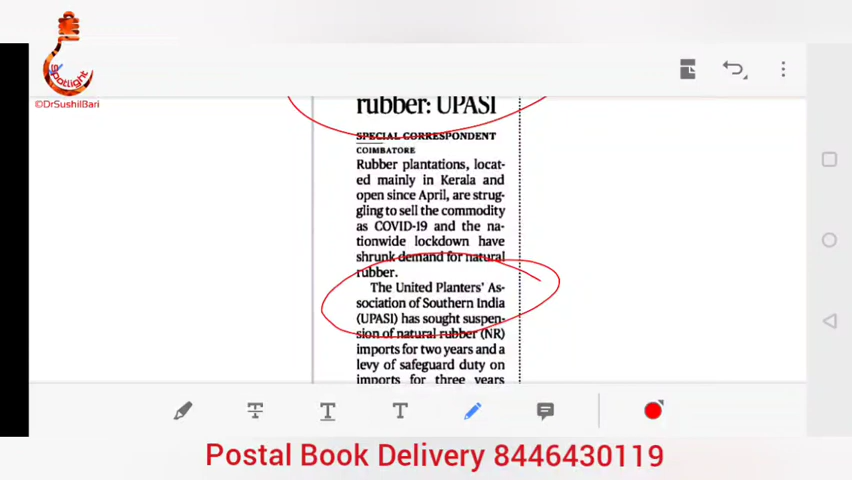 Spotlight
©DrSushilBari
rubber: UPASI
SPECIAL CORRESPONDENT
COIMBATORE
Rubber plantations, locat-
ed mainly in Kerala and
open since April, are strug-
gling to sell the commodity
as COVID-19 and the na-
tionwide lockdown have
shrunk demand for natural
rubber.
The United Planters' As-
sociation of Southern India
(UPASI) has sought suspen-
sion of natural rubber (NR)
imports for two years and a
levy of safeguard duty on
imports for three years
T T T
Postal Book Delivery 8446430119